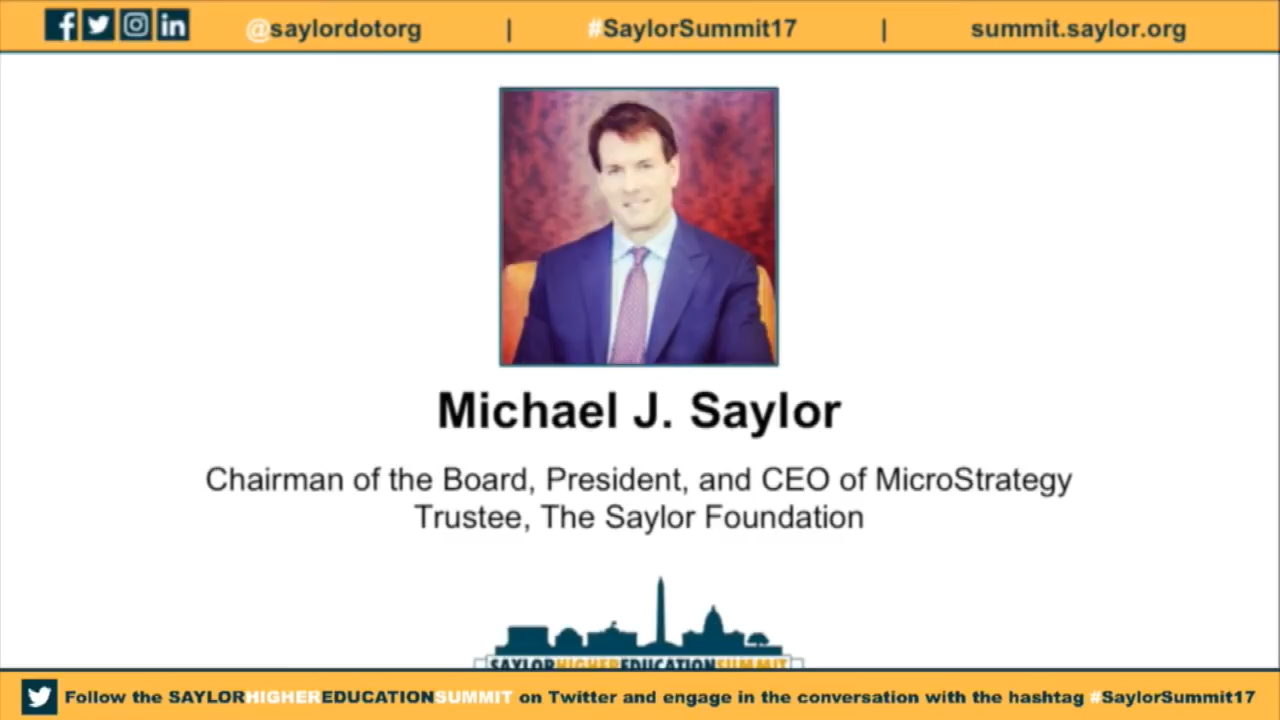 @saylordotorg | #SaylorSummit17 | summit.saylor.org
Michael J. Saylor
Chairman of the Board, President, and CEO of MicroStrategy
Trustee, The Saylor Foundation
SAYLORHIGHEREDUCATIONSUMMIT
Follow the SAYLORHIGHEREDUCATIONSUMMIT on Twitter and engage in the conversation with the hashtag #SaylorSummit17